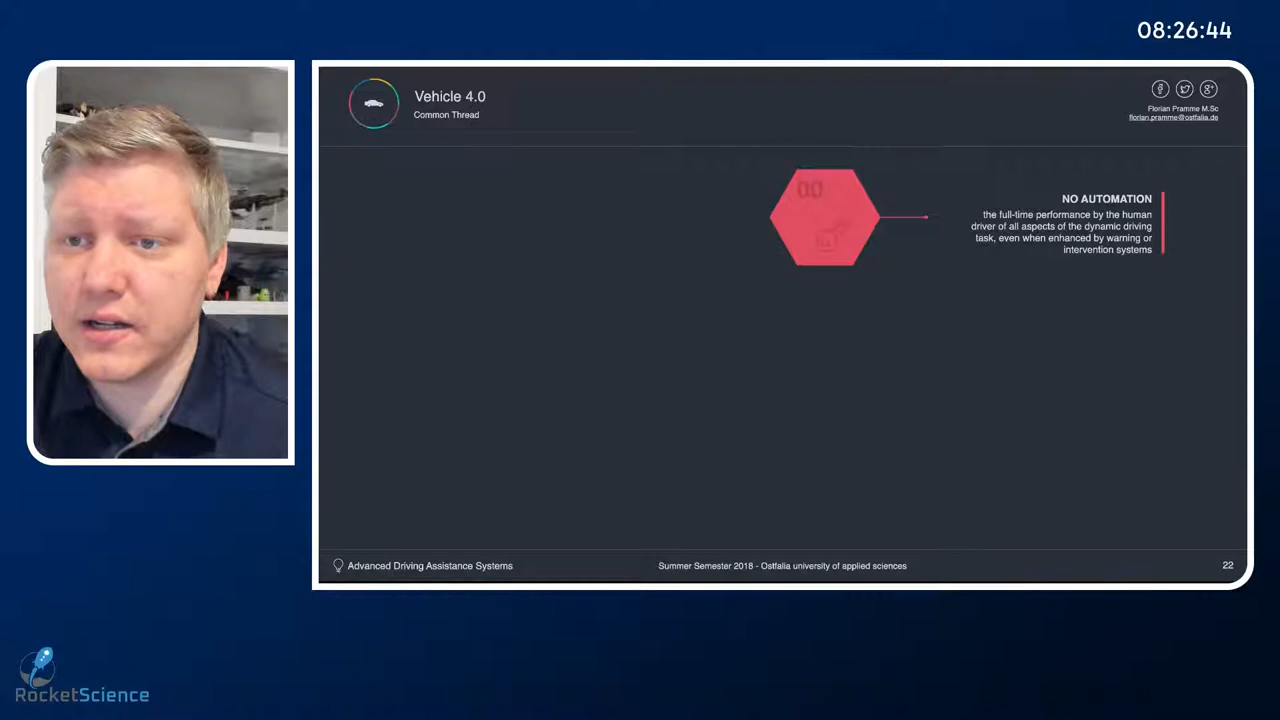 08:26:44
Vehicle 4.0
Common Thread
Florian Pramme M.Sc
florian.pramme@ostfalia.de
NO AUTOMATION
the full-time performance by the human
driver of all aspects of the dynamic driving
task, even when enhanced by warning or
intervention systems
Advanced Driving Assistance Systems
Summer Semester 2018 - Ostfalia university of applied sciences
22
RocketScience